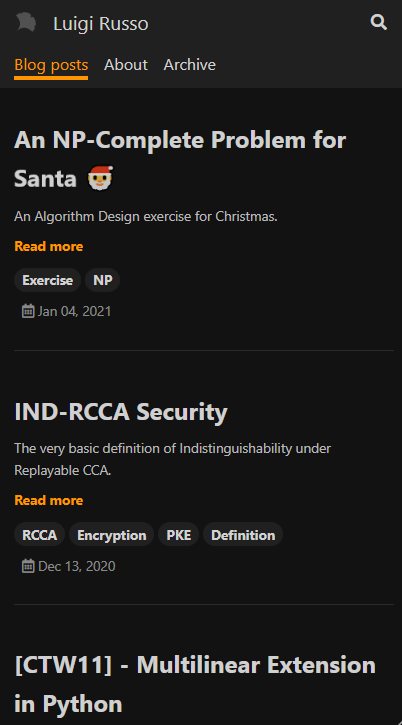 Luigi Russo
Blog posts About Archive
An NP-Complete Problem for
Santa 🎅
An Algorithm Design exercise for Christmas.
Read more
Exercise NP
Jan 04, 2021
IND-RCCA Security
The very basic definition of Indistinguishability under
Replayable CCA.
Read more
RCCA Encryption PKE Definition
Dec 13, 2020
[CTW11] - Multilinear Extension
in Python